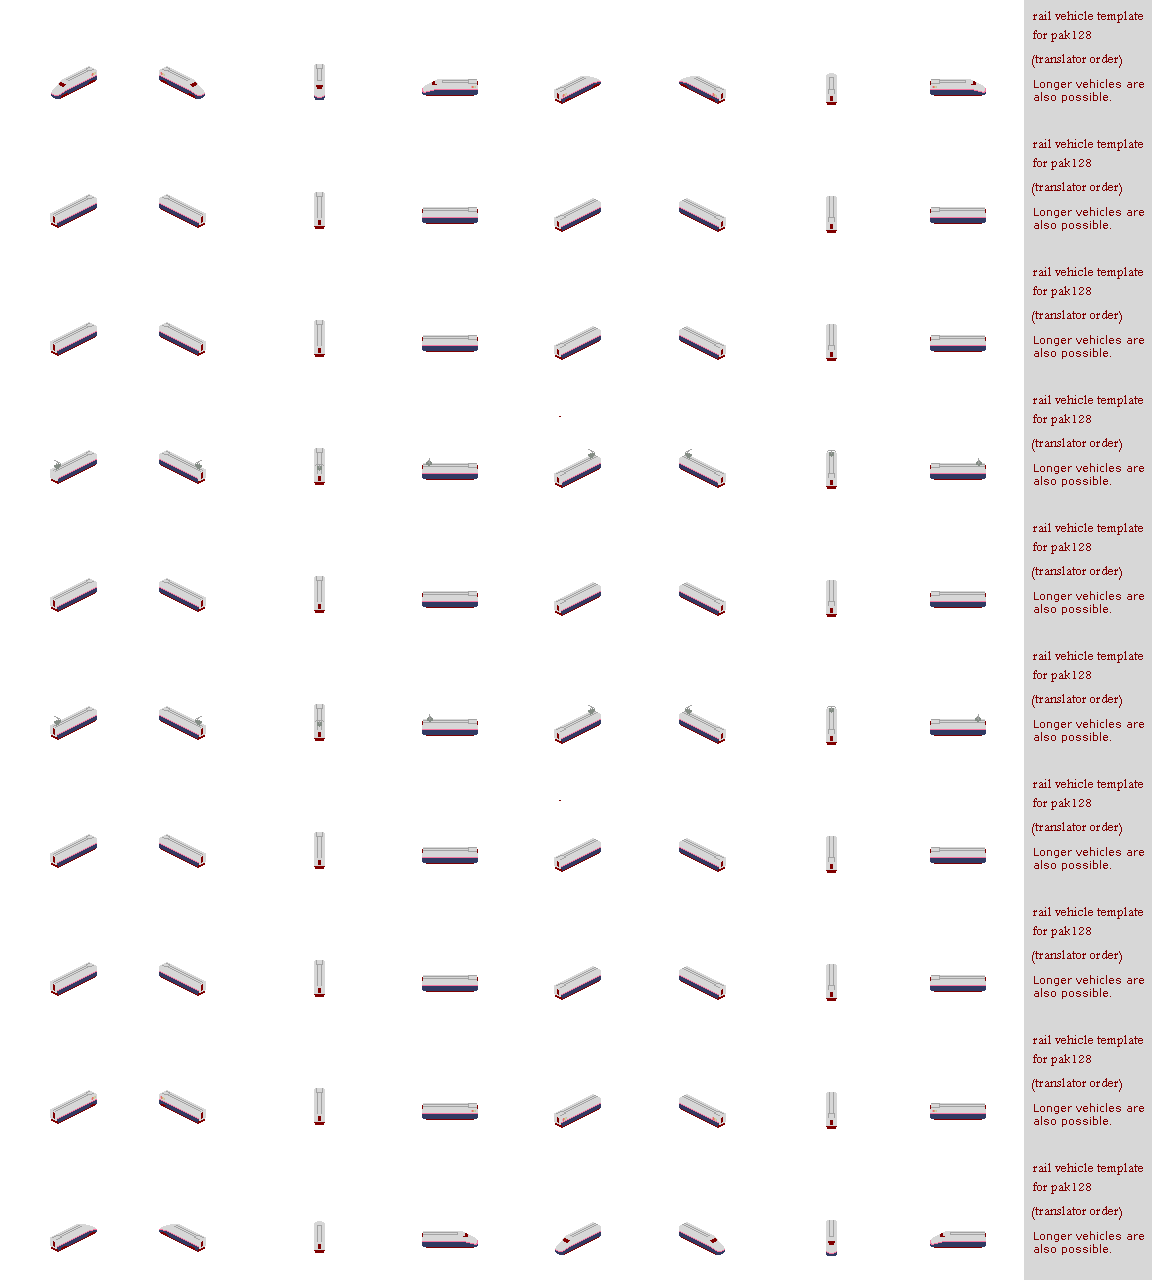 rail vehicle template
for pak128
(translator order)
Longer vehicles are
also possible.
rail vehicle template
for pak128
(translator order)
Longer vehicles are
also possible.
rail vehicle template
for pak128
(translator order)
Longer vehicles are
also possible.
rail vehicle template
for pak128
(translator order)
Longer vehicles are
also possible.
rail vehicle template
for pak128
(translator order)
Longer vehicles are
also possible.
rail vehicle template
for pak128
(translator order)
Longer vehicles are
also possible.
rail vehicle template
for pak128
(translator order)
Longer vehicles are
also possible.
rail vehicle template
for pak128
(translator order)
Longer vehicles are
also possible.
rail vehicle template
for pak128
(translator order)
Longer vehicles are
also possible.
rail vehicle template
for pak128
(translator order)
Longer vehicles are
also possible.